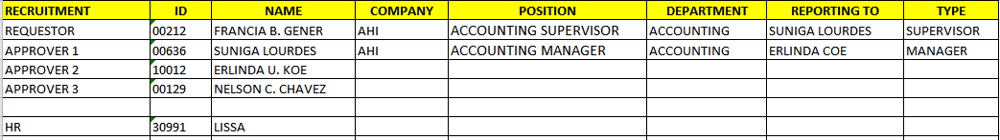 RECRUITMENT ID NAME COMPANY POSITION DEPARTMENT REPORTING TO TYPE
REQUESTOR 00212 FRANCIA B. GENER AHI ACCOUNTING SUPERVISOR ACCOUNTING SUNIGA LOURDES SUPERVISOR
APPROVER 1 00636 SUNIGA LOURDES AHI ACCOUNTING MANAGER ACCOUNTING ERLINDA COE MANAGER
APPROVER 2 10012 ERLINDA U. KOE
APPROVER 3 00129 NELSON C. CHAVEZ
HR 30991 LISSA